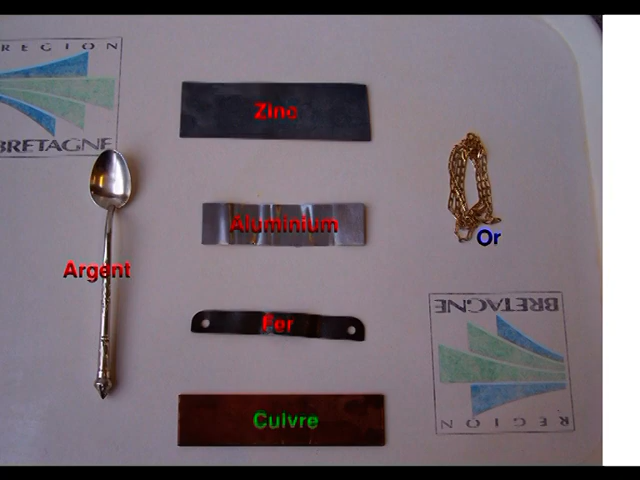 REGION
BRETAGNE
Zinc
Aluminium
Or
Argent
Fer
BRETAGNE
Cuivre
REGION